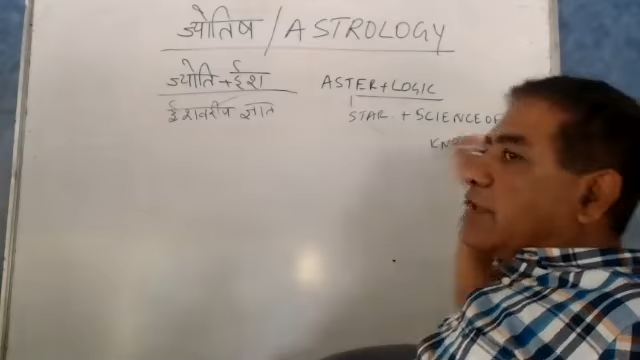 ज्योतिष / ASTROLOGY
ज्योति + ईश
ASTER + LOGIC
ईश्वरीय ज्ञान
STAR + SCIENCE OF